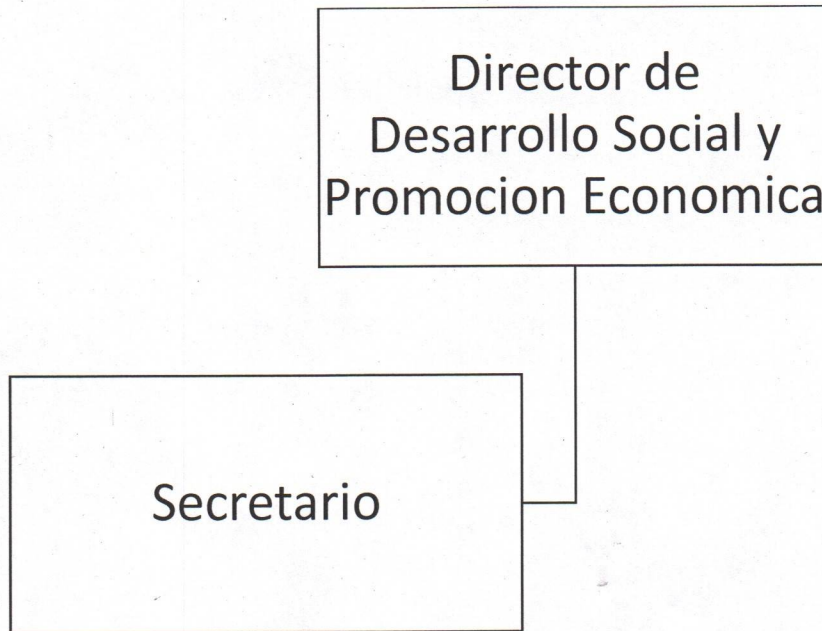 Director de
Desarrollo Social y
Promocion Economica
Secretario